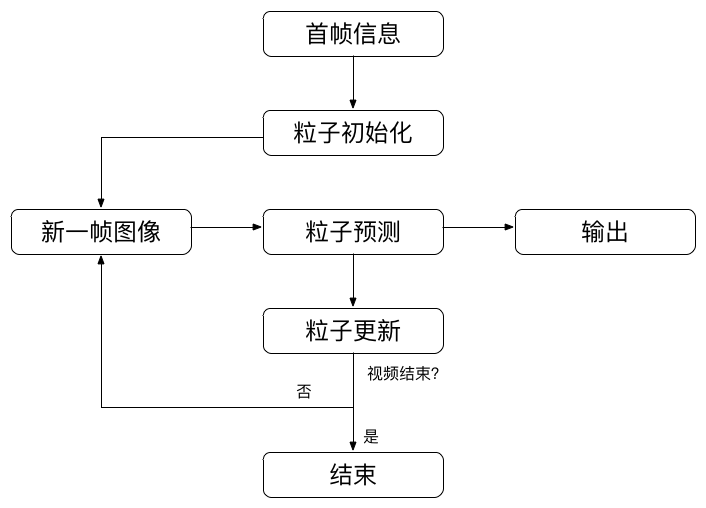 首帧信息
粒子初始化
新一帧图像
粒子预测
输出
粒子更新
视频结束?
否
是
结束